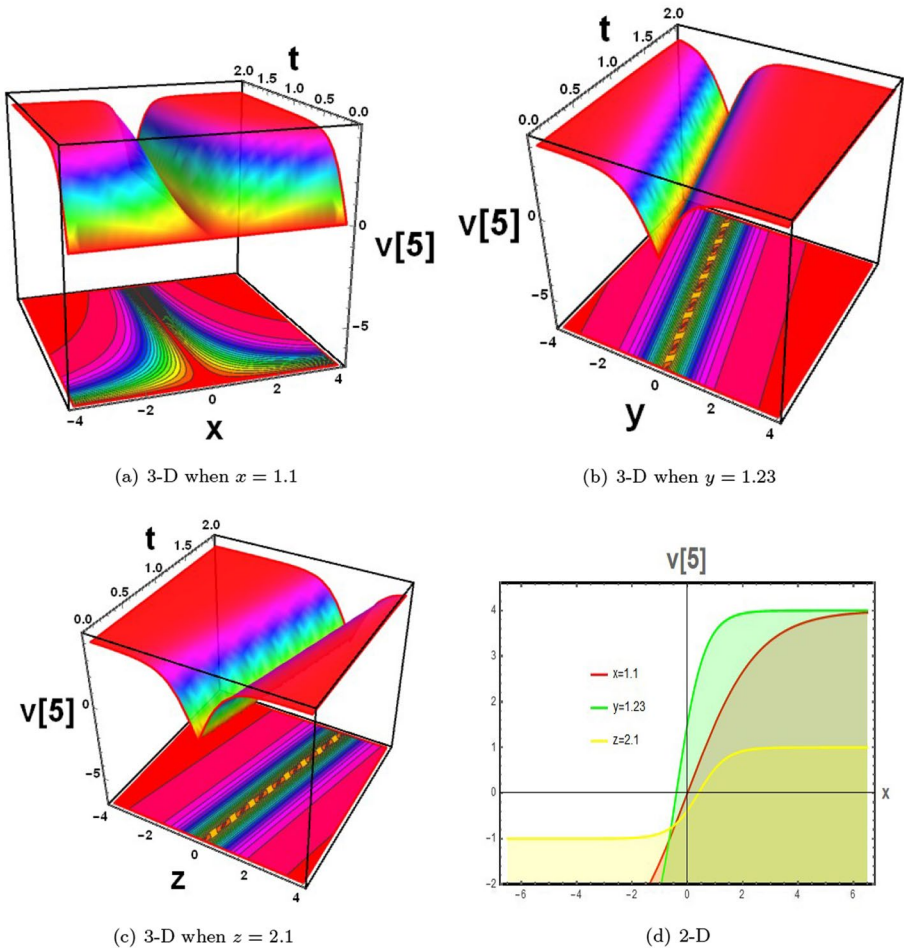 t
2.0
1.5
1.0
0.5
0.0
0
v[5]
-5
-4
-2
0
2
4
x
(a) 3-D when x = 1.1
2.0
t
1.5
1.0
0.5
0.0
0
v[5]
-5
-4
-2
0
2
4
y
(b) 3-D when y = 1.23
2.0
t
1.5
1.0
0.5
0.0
0
v[5]
-5
-4
-2
0
2
4
z
(c) 3-D when z = 2.1
v[5]
4
3
2
1
0
-1
-2
x=1.1
y=1.23
z=2.1
x
-6 -4 -2 0 2 4 6
(d) 2-D